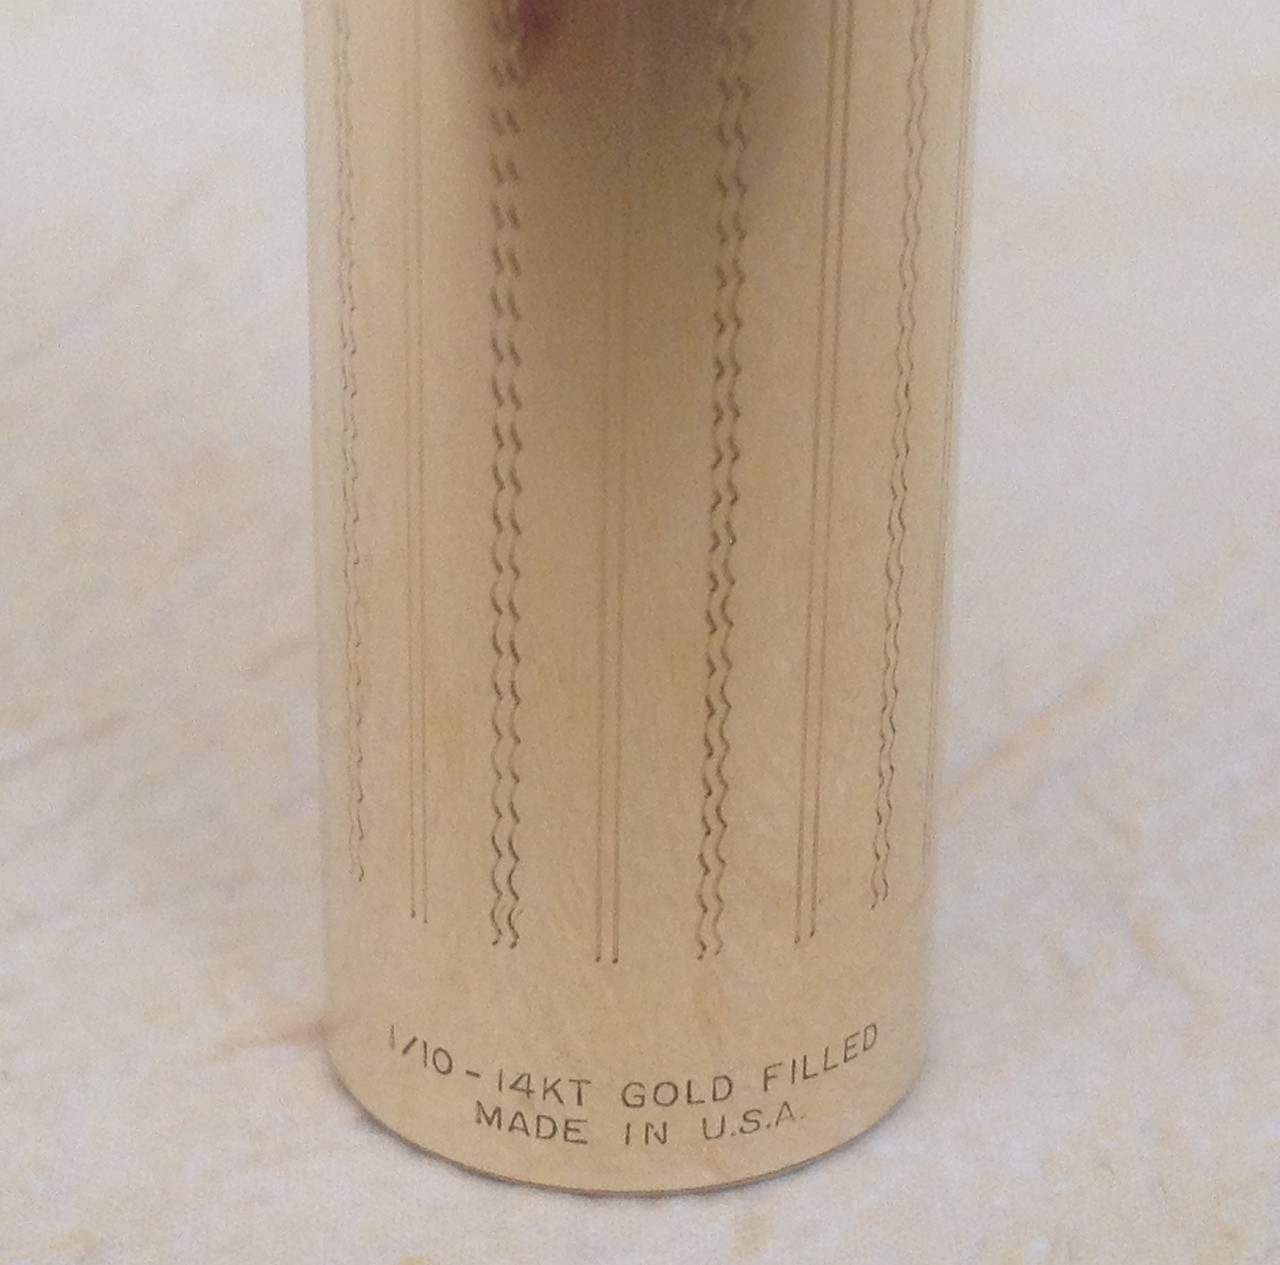 1/10 - 14KT GOLD FILLED
MADE IN U.S.A.